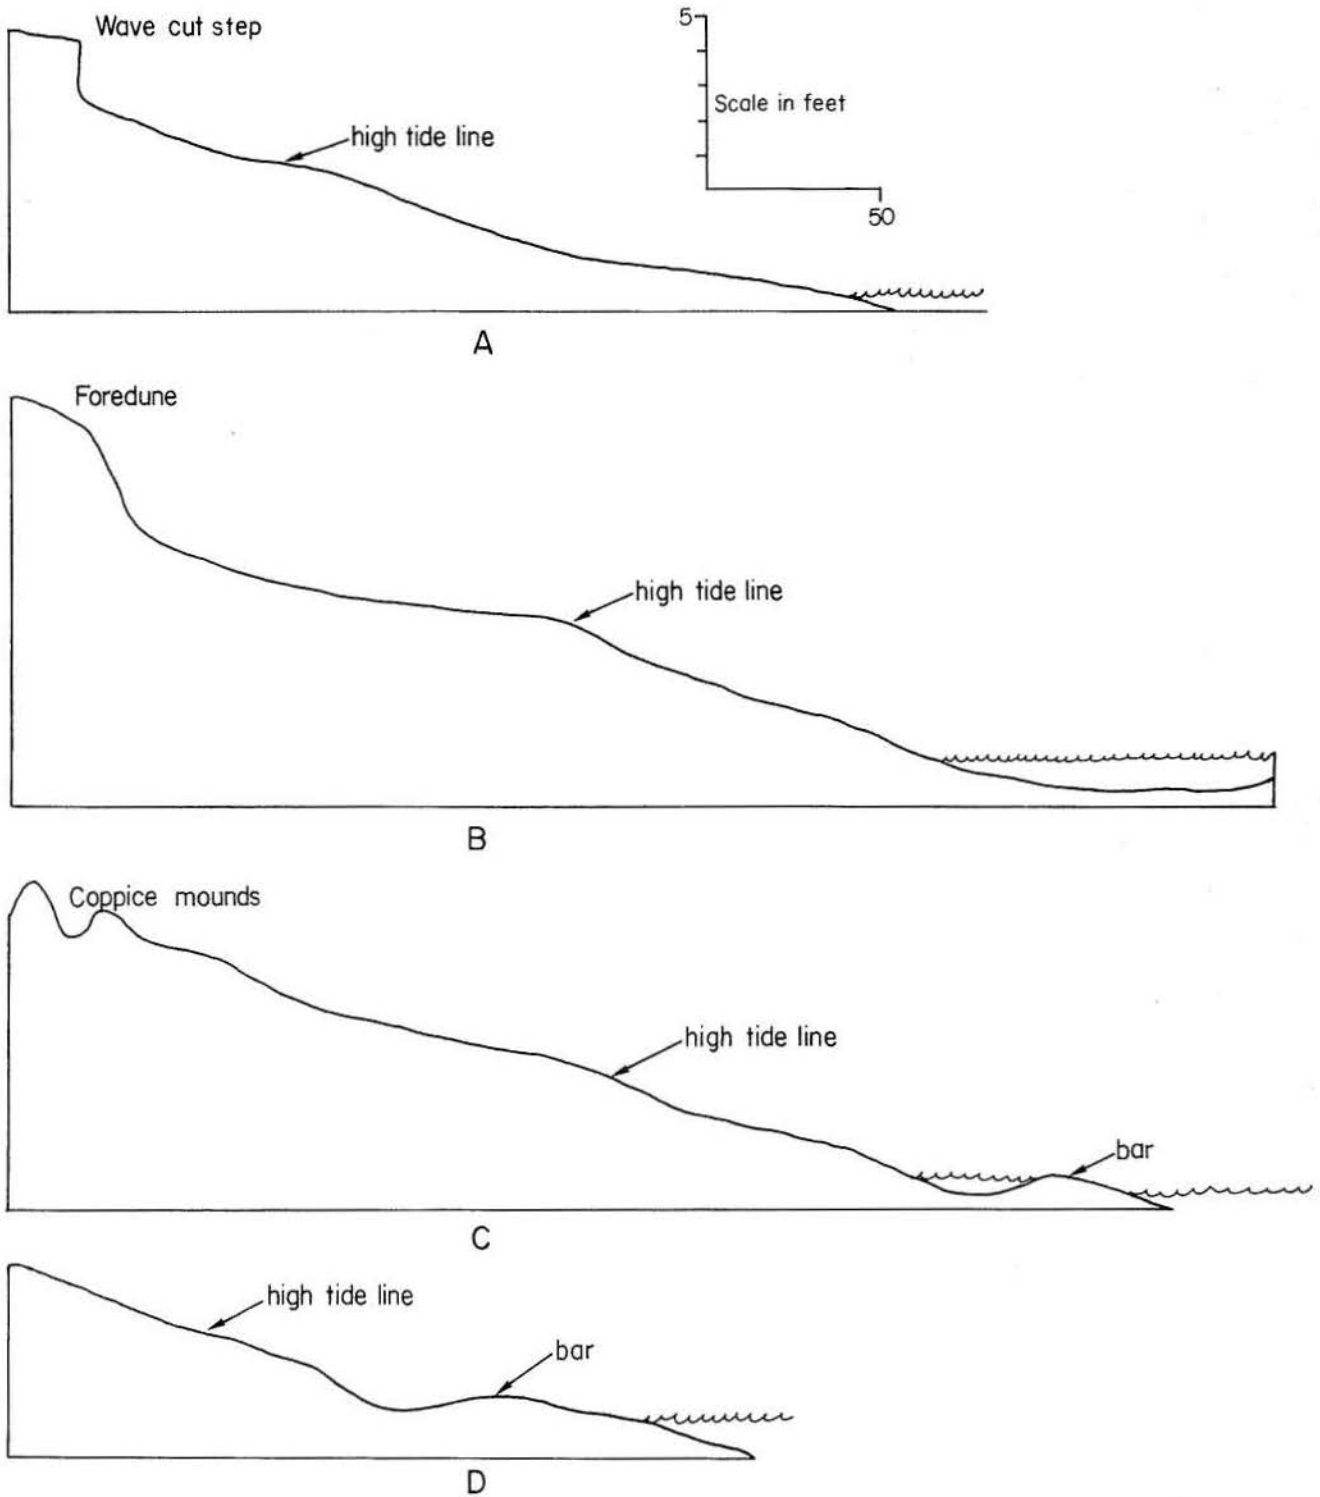 Wave cut step
5
Scale in feet
high tide line
50
A
Foredune
high tide line
B
Coppice mounds
high tide line
bar
C
high tide line
bar
D